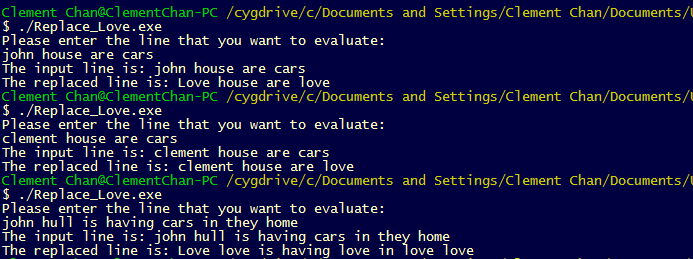 Clement Chan@ClementChan-PC /cygdrive/c/Documents and Settings/Clement Chan/Documents/
$ ./Replace_Love.exe
Please enter the line that you want to evaluate:
john house are cars
The input line is: john house are cars
The replaced line is: Love house are love
Clement Chan@ClementChan-PC /cygdrive/c/Documents and Settings/Clement Chan/Documents/
$ ./Replace_Love.exe
Please enter the line that you want to evaluate:
clement house are cars
The input line is: clement house are cars
The replaced line is: clement house are love
Clement Chan@ClementChan-PC /cygdrive/c/Documents and Settings/Clement Chan/Documents/
$ ./Replace_Love.exe
Please enter the line that you want to evaluate:
john hull is having cars in they home
The input line is: john hull is having cars in they home
The replaced line is: Love love is having love in love love